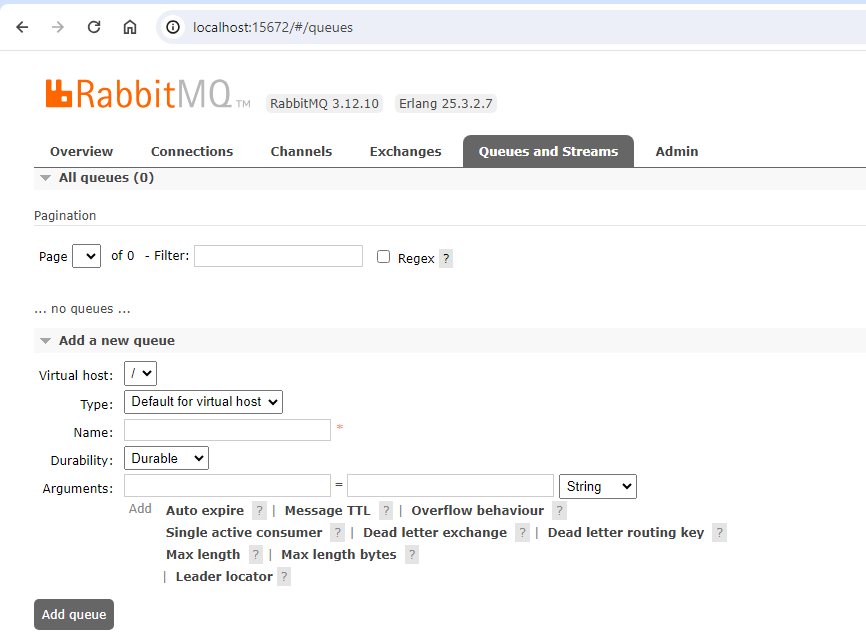 localhost:15672/#/queues
RabbitMQ TM RabbitMQ 3.12.10 Erlang 25.3.2.7
Overview Connections Channels Exchanges Queues and Streams Admin
All queues (0)
Pagination
Page of 0 - Filter: Regex ?
... no queues ...
Add a new queue
Virtual host: /
Type: Default for virtual host
Name: *
Durability: Durable
Arguments: = String
Add Auto expire ? | Message TTL ? | Overflow behaviour ?
Single active consumer ? | Dead letter exchange ? | Dead letter routing key ?
Max length ? | Max length bytes ?
| Leader locator ?
Add queue